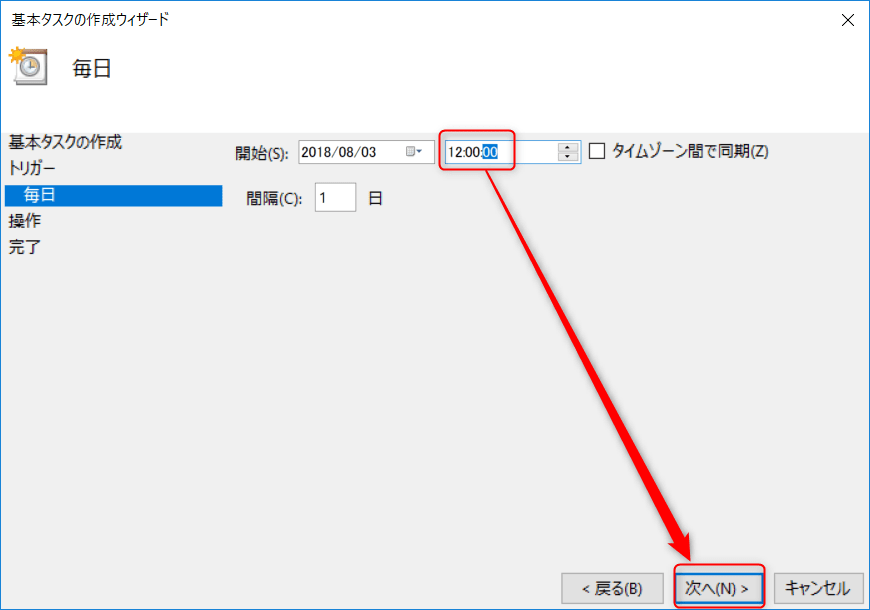 基本タスクの作成ウィザード
毎日
基本タスクの作成
トリガー
毎日
操作
完了
開始(S): 2018/08/03 12:00:00 タイムゾーン間で同期(Z)
間隔(C): 1 日
< 戻る(B) 次へ(N) > キャンセル